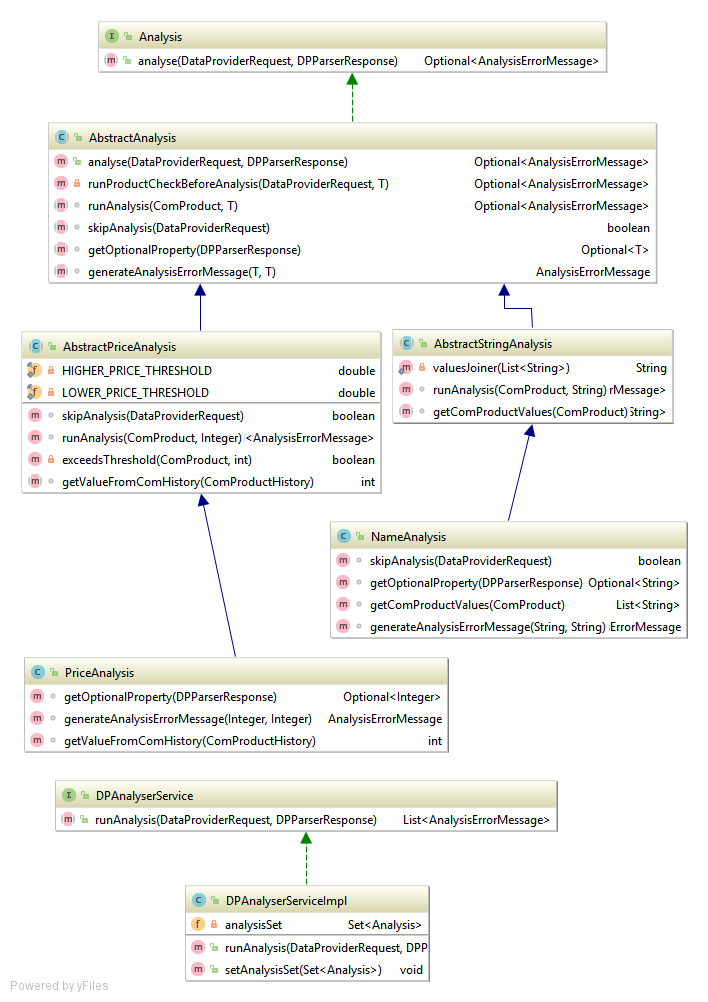 Analysis
analyse(DataProviderRequest, DPParserResponse) Optional<AnalysisErrorMessage>
AbstractAnalysis
analyse(DataProviderRequest, DPParserResponse) Optional<AnalysisErrorMessage>
runProductCheckBeforeAnalysis(DataProviderRequest, T) Optional<AnalysisErrorMessage>
runAnalysis(ComProduct, T) Optional<AnalysisErrorMessage>
skipAnalysis(DataProviderRequest) boolean
getOptionalProperty(DPParserResponse) Optional<T>
generateAnalysisErrorMessage(T, T) AnalysisErrorMessage
AbstractPriceAnalysis
HIGHER_PRICE_THRESHOLD double
LOWER_PRICE_THRESHOLD double
skipAnalysis(DataProviderRequest) boolean
runAnalysis(ComProduct, Integer) <AnalysisErrorMessage>
exceedsThreshold(ComProduct, int) boolean
getValueFromComHistory(ComProductHistory) int
AbstractStringAnalysis
valuesJoiner(List<String>) String
runAnalysis(ComProduct, String) rMessage>
getComProductValues(ComProduct) String>
NameAnalysis
skipAnalysis(DataProviderRequest) boolean
getOptionalProperty(DPParserResponse) Optional<String>
getComProductValues(ComProduct) List<String>
generateAnalysisErrorMessage(String, String) ErrorMessage
PriceAnalysis
getOptionalProperty(DPParserResponse) Optional<Integer>
generateAnalysisErrorMessage(Integer, Integer) AnalysisErrorMessage
getValueFromComHistory(ComProductHistory) int
DPAnalyserService
runAnalysis(DataProviderRequest, DPParserResponse) List<AnalysisErrorMessage>
DPAnalyserServiceImpl
analysisSet Set<Analysis>
runAnalysis(DataProviderRequest, DPP
setAnalysisSet(Set<Analysis>) void
Powered by yFiles